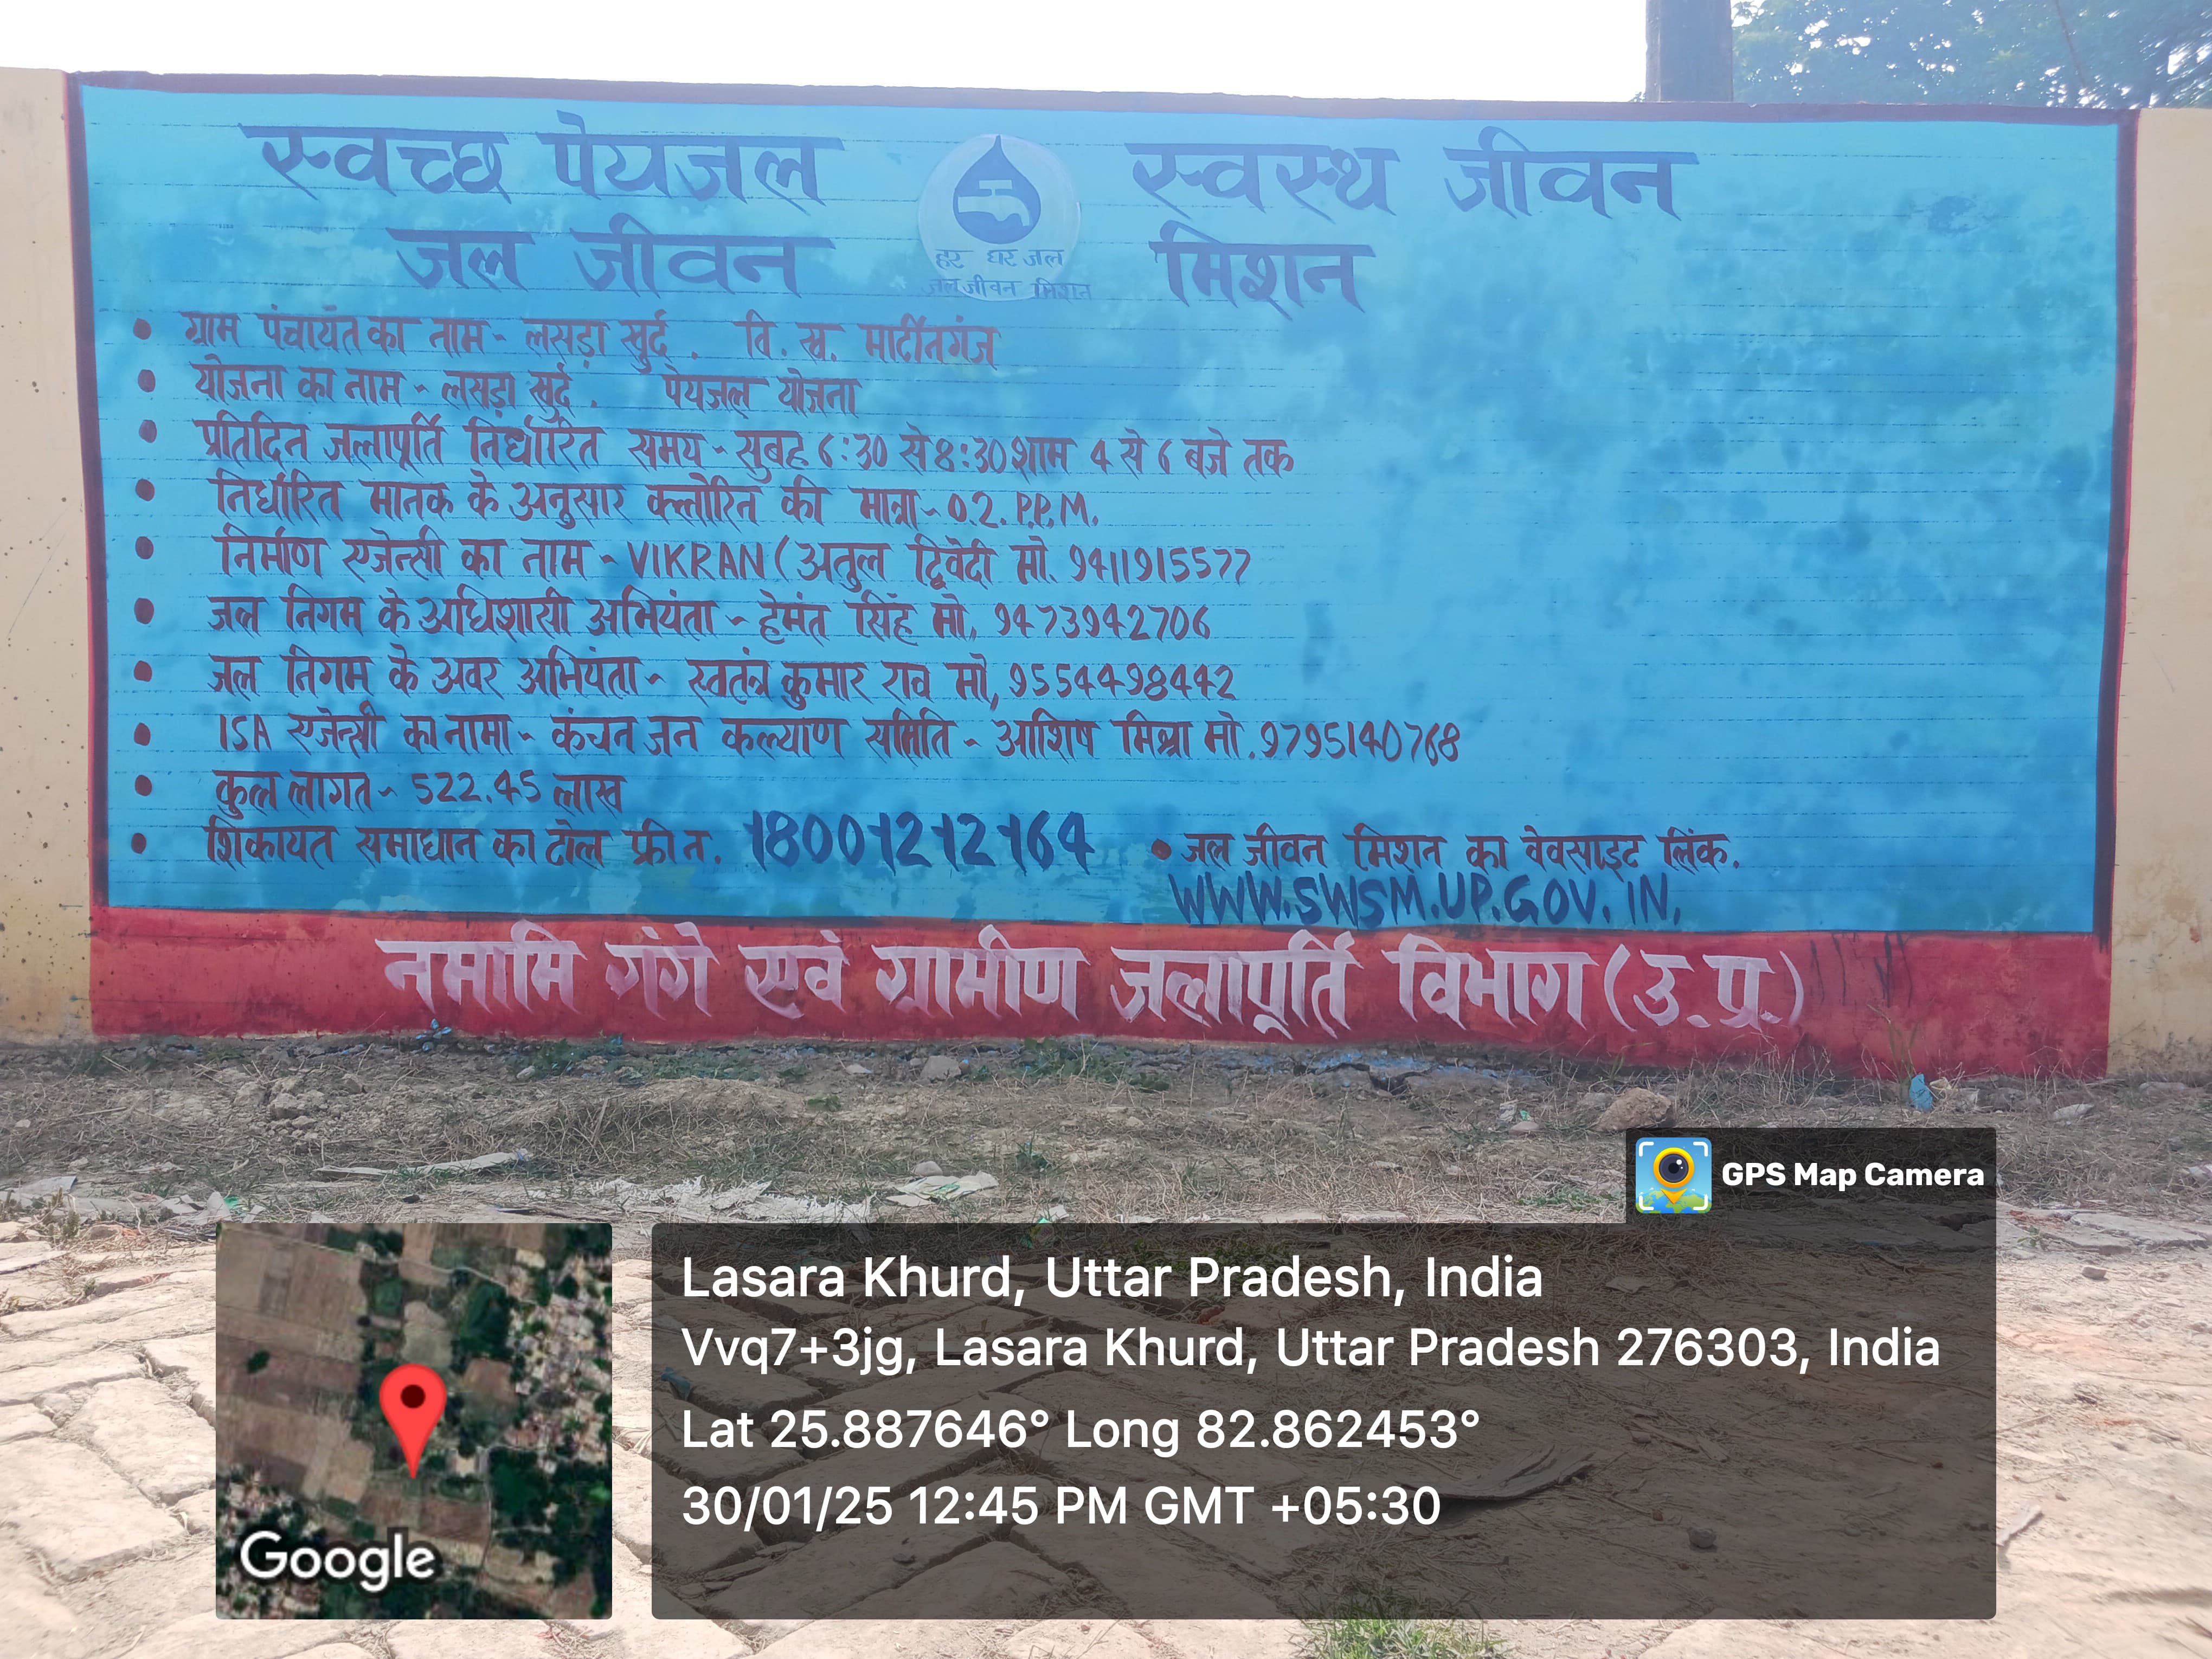 स्वच्छ पेयजल स्वस्थ जीवन
जल जीवन मिशन
हर घर जल
जल जीवन मिशन
• ग्राम पंचायत का नाम - लसड़ा खुर्द. वि. ख. मार्टीनगंज
• योजना का नाम - लसड़ा खुर्द. पेयजल योजना
• प्रतिदिन जलापूर्ति निर्धारित समय - सुबह 6:30 से 8:30 शाम 4 से 6 बजे तक
• निर्धारित मानक के अनुसार क्लोरिन की मात्रा - 0.2. P.P.M.
• निर्माण एजेन्सी का नाम - VIKRAN (अतुल द्विवेदी मो. 9411915577
• जल निगम के अधिशासी अभियंता - हेमंत सिंह मो. 9473942706
• जल निगम के अवर अभियंता - स्वतंत्र कुमार राव मो. 9554498442
• ISA एजेन्सी का नामा - कंचन जन कल्याण समिति - आशिष मिश्रा मो. 9795140768
• कुल लागत - 522.45 लाख
• शिकायत समाधान का टोल फ्री न. 18001212164
• जल जीवन मिशन का वेवसाइट लिंक.
WWW.SWSM.UP.GOV.IN.
नमामि गंगे एवं ग्रामीण जलापूर्ति विभाग (उ.प्र.)
GPS Map Camera
Lasara Khurd, Uttar Pradesh, India
Vvq7+3jg, Lasara Khurd, Uttar Pradesh 276303, India
Lat 25.887646° Long 82.862453°
30/01/25 12:45 PM GMT +05:30
Google